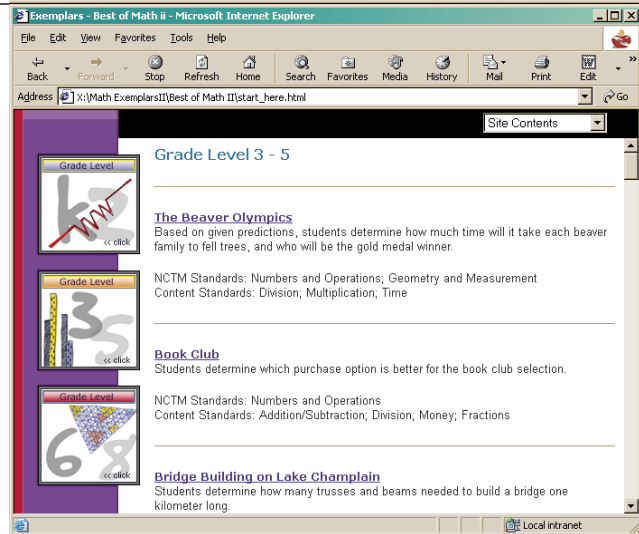 Exemplars - Best of Math ii - Microsoft Internet Explorer
File Edit View Favorites Tools Help
Back Forward Stop Refresh Home Search Favorites Media History Mail Print Edit »
Address X:\Math ExemplarsII\Best of Math II\start_here.html Go
Site Contents
Grade Level 3 - 5
Grade Level
k2
<< click
The Beaver Olympics
Based on given predictions, students determine how much time will it take each beaver
family to fell trees, and who will be the gold medal winner.
NCTM Standards: Numbers and Operations; Geometry and Measurement
Content Standards: Division; Multiplication; Time
Grade Level
35
<< click
Book Club
Students determine which purchase option is better for the book club selection.
NCTM Standards: Numbers and Operations
Content Standards: Addition/Subtraction; Division; Money; Fractions
Grade Level
68
<< click
Bridge Building on Lake Champlain
Students determine how many trusses and beams needed to build a bridge one
kilometer long.
Local intranet